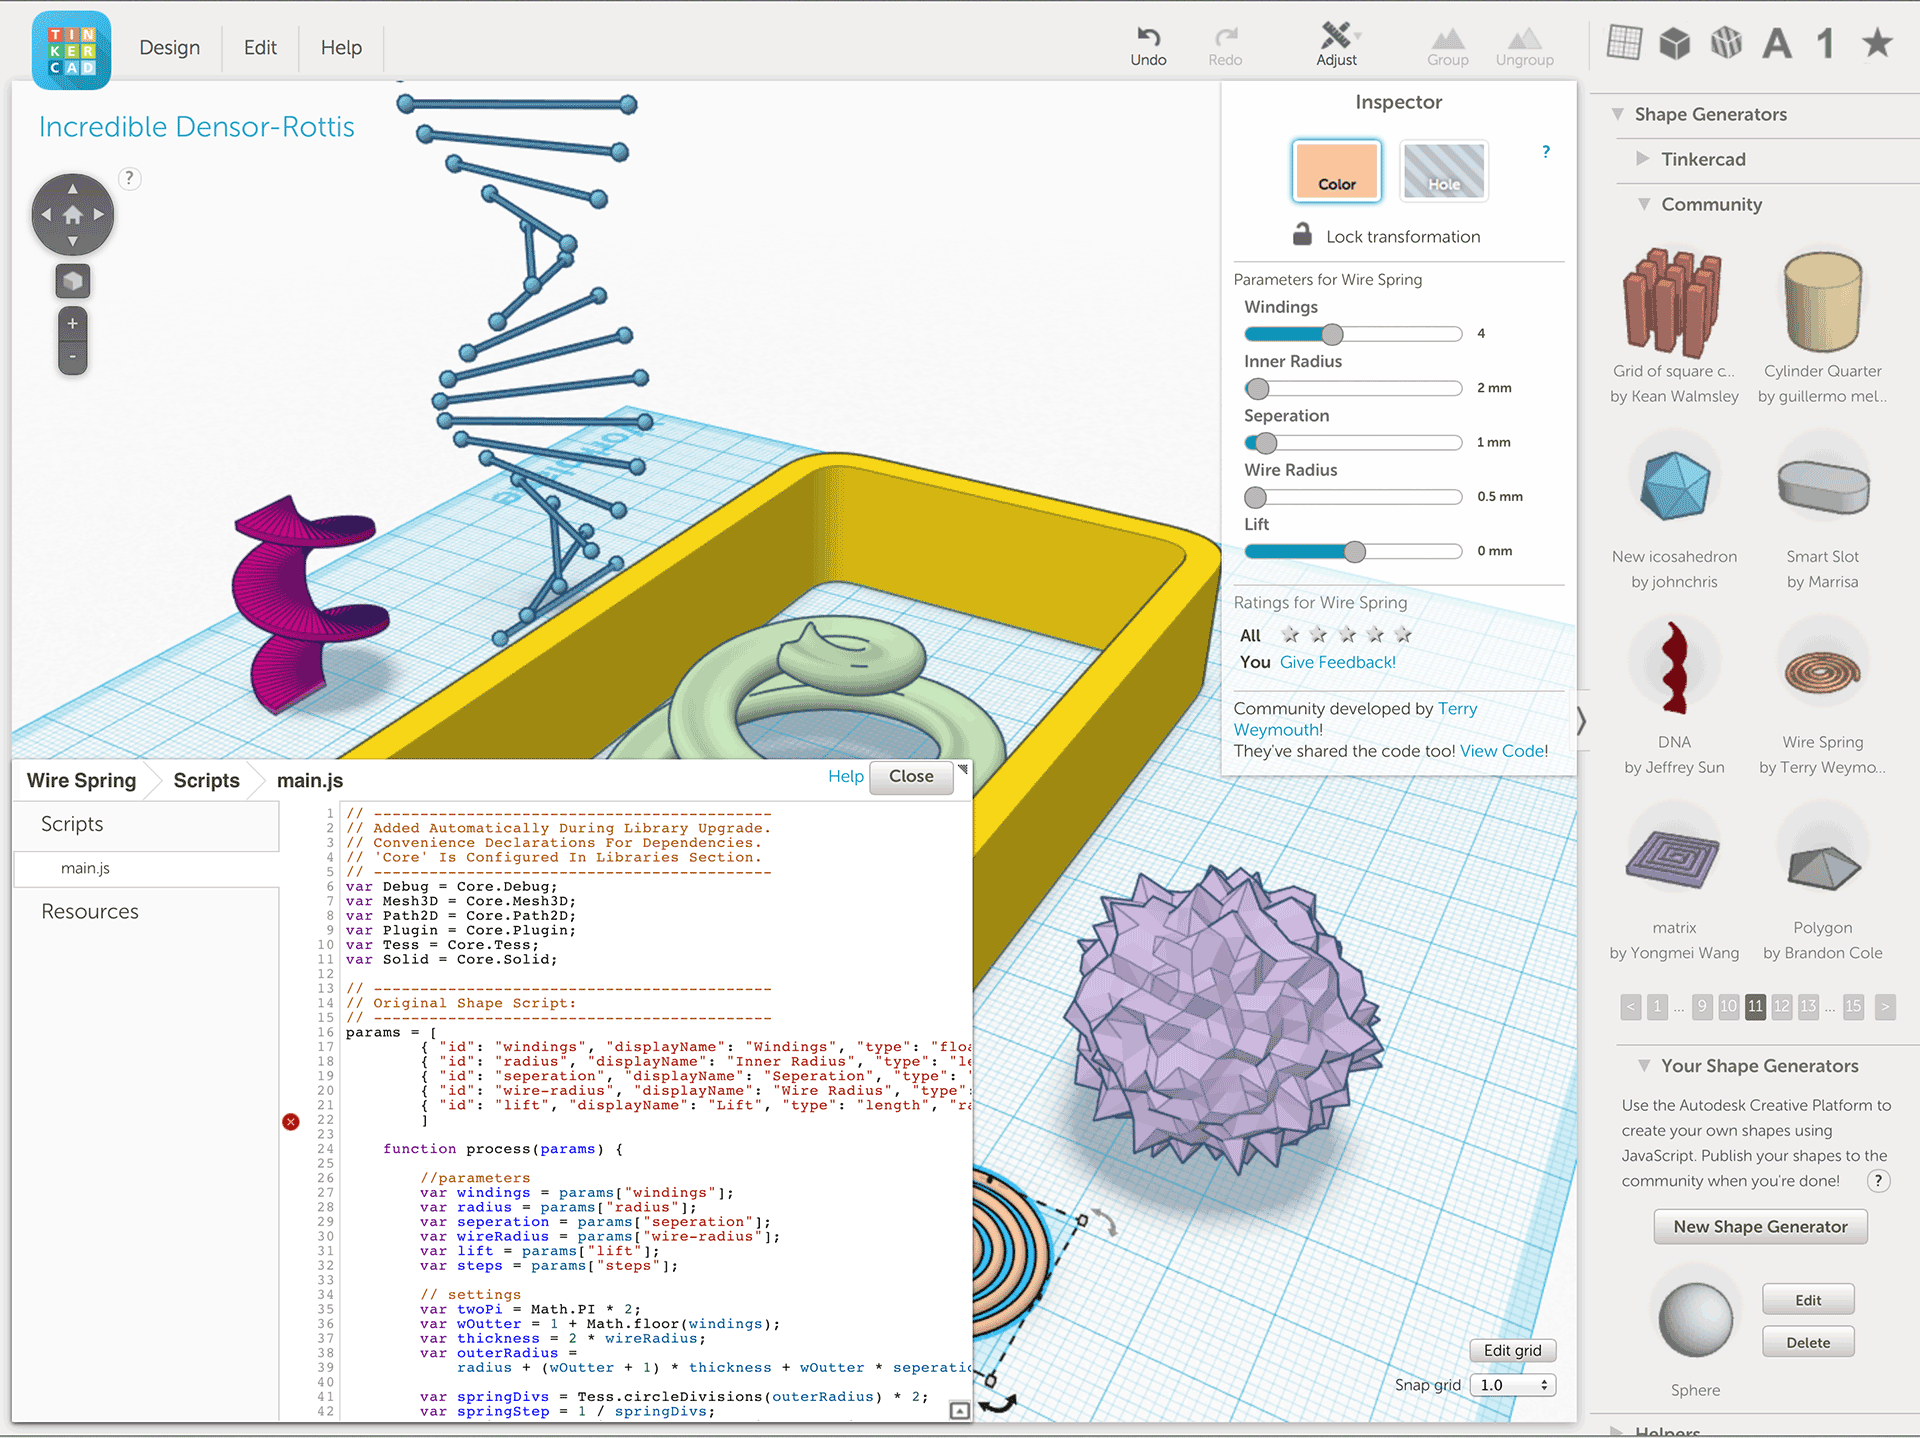 TIN
KER
CAD
Design
Edit
Help
Undo
Redo
Adjust
Group
Ungroup
A
1
Incredible Densor-Rottis
?
+
-
Inspector
Color
Hole
?
Lock transformation
Parameters for Wire Spring
Windings
4
Inner Radius
2 mm
Seperation
1 mm
Wire Radius
0.5 mm
Lift
0 mm
Ratings for Wire Spring
All
You Give Feedback!
Community developed by Terry
Weymouth!
They've shared the code too! View Code!
Shape Generators
Tinkercad
Community
Grid of square c...
by Kean Walmsley
Cylinder Quarter
by guillermo mel..
New icosahedron
by johnchris
Smart Slot
by Marrisa
DNA
by Jeffrey Sun
Wire Spring
by Terry Weymo...
matrix
by Yongmei Wang
Polygon
by Brandon Cole
< 1 ... 9 10 11 12 13 ... 15 >
Your Shape Generators
Use the Autodesk Creative Platform to
create your own shapes using
JavaScript. Publish your shapes to the
community when you're done! ?
New Shape Generator
Edit
Delete
Sphere
Helpers
Wire Spring
Scripts
main.js
Help
Close
Scripts
main.js
Resources
1 // -------------------------------------------
2 // Added Automatically During Library Upgrade.
3 // Convenience Declarations For Dependencies.
4 // 'Core' Is Configured In Libraries Section.
5 // -------------------------------------------
6 var Debug = Core.Debug;
7 var Mesh3D = Core.Mesh3D;
8 var Path2D = Core.Path2D;
9 var Plugin = Core.Plugin;
10 var Tess = Core.Tess;
11 var Solid = Core.Solid;
12
13 // -------------------------------------------
14 // Original Shape Script:
15 // -------------------------------------------
16 params = [
17 { "id": "windings", "displayName": "Windings", "type": "floa
18 { "id": "radius", "displayName": "Inner Radius", "type": "le
19 { "id": "seperation", "displayName": "Seperation", "type": "
20 { "id": "wire-radius", "displayName": "Wire Radius", "type"
21 { "id": "lift", "displayName": "Lift", "type": "length", "ra
22 ]
23
24 function process(params) {
25
26 //parameters
27 var windings = params["windings"];
28 var radius = params["radius"];
29 var seperation = params["seperation"];
30 var wireRadius = params["wire-radius"];
31 var lift = params["lift"];
32 var steps = params["steps"];
33
34 // settings
35 var twoPi = Math.PI * 2;
36 var wOutter = 1 + Math.floor(windings);
37 var thickness = 2 * wireRadius;
38 var outerRadius =
39 radius + (wOutter + 1) * thickness + wOutter * seperatio
40
41 var springDivs = Tess.circleDivisions(outerRadius) * 2;
42 var springStep = 1 / springDivs;
Edit grid
Snap grid 1.0